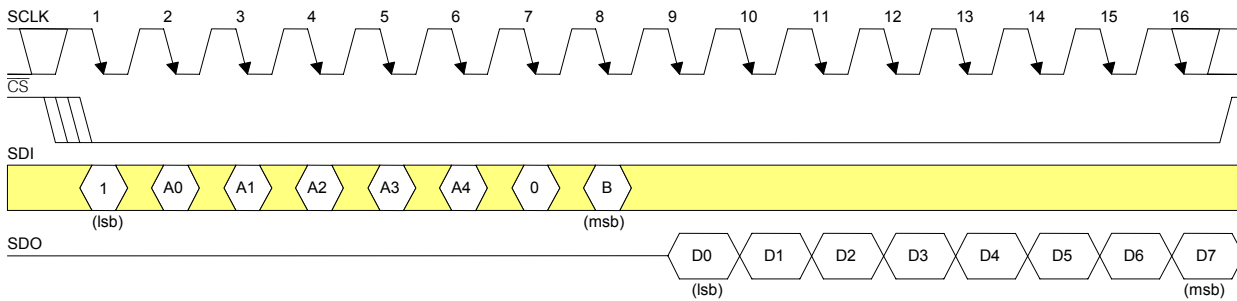 SCLK 1 2 3 4 5 6 7 8 9 10 11 12 13 14 15 16
CS
SDI
1 A0 A1 A2 A3 A4 0 B
(lsb) (msb)
SDO
D0 D1 D2 D3 D4 D5 D6 D7
(lsb) (msb)